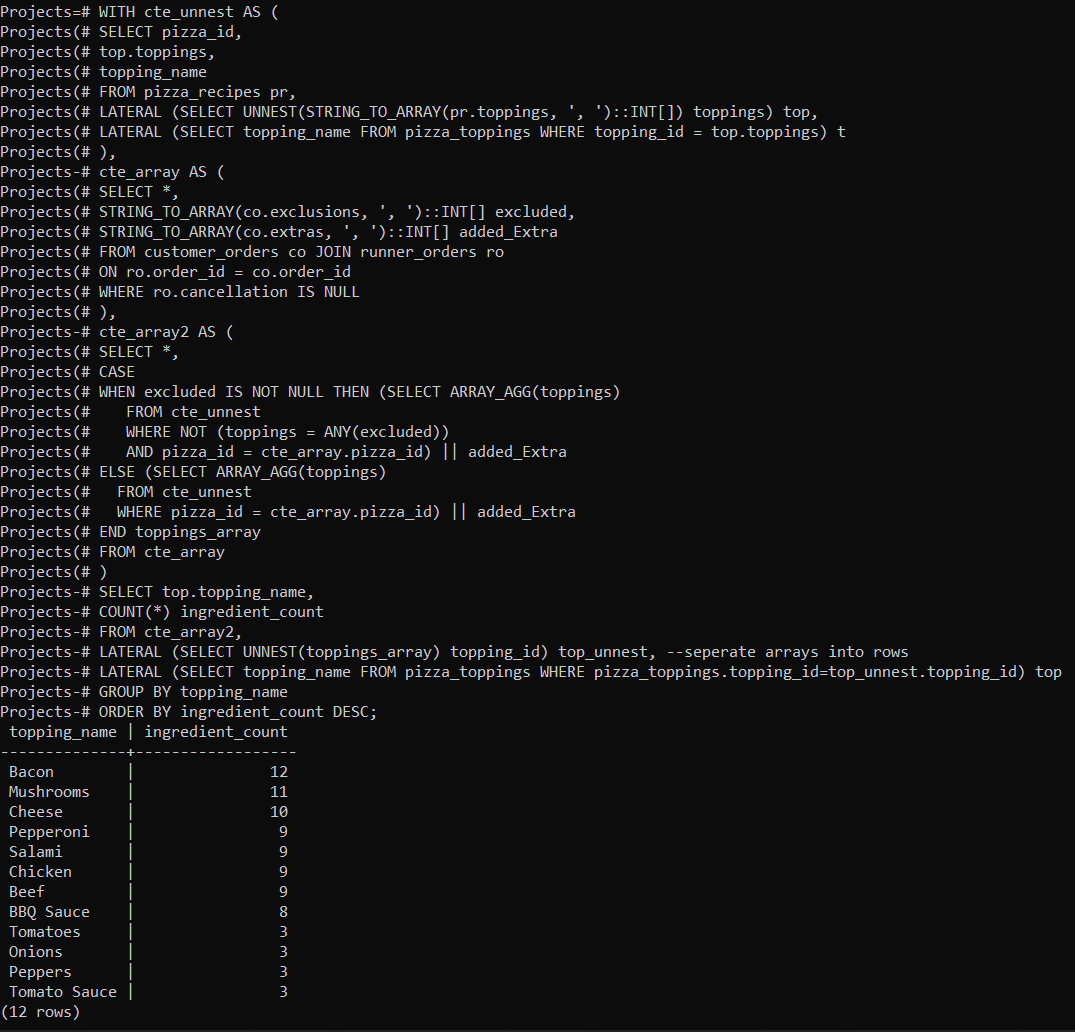 Projects=# WITH cte_unnest AS (
Projects(# SELECT pizza_id,
Projects(# top.toppings,
Projects(# topping_name
Projects(# FROM pizza_recipes pr,
Projects(# LATERAL (SELECT UNNEST(STRING_TO_ARRAY(pr.toppings, ', ')::INT[]) toppings) top,
Projects(# LATERAL (SELECT topping_name FROM pizza_toppings WHERE topping_id = top.toppings) t
Projects(# ),
Projects-# cte_array AS (
Projects(# SELECT *,
Projects(# STRING_TO_ARRAY(co.exclusions, ', ')::INT[] excluded,
Projects(# STRING_TO_ARRAY(co.extras, ', ')::INT[] added_Extra
Projects(# FROM customer_orders co JOIN runner_orders ro
Projects(# ON ro.order_id = co.order_id
Projects(# WHERE ro.cancellation IS NULL
Projects(# ),
Projects-# cte_array2 AS (
Projects(# SELECT *,
Projects(# CASE
Projects(# WHEN excluded IS NOT NULL THEN (SELECT ARRAY_AGG(toppings)
Projects(#    FROM cte_unnest
Projects(#    WHERE NOT (toppings = ANY(excluded))
Projects(#    AND pizza_id = cte_array.pizza_id) || added_Extra
Projects(# ELSE (SELECT ARRAY_AGG(toppings)
Projects(#   FROM cte_unnest
Projects(#   WHERE pizza_id = cte_array.pizza_id) || added_Extra
Projects(# END toppings_array
Projects(# FROM cte_array
Projects(# )
Projects-# SELECT top.topping_name,
Projects-# COUNT(*) ingredient_count
Projects-# FROM cte_array2,
Projects-# LATERAL (SELECT UNNEST(toppings_array) topping_id) top_unnest, --seperate arrays into rows
Projects-# LATERAL (SELECT topping_name FROM pizza_toppings WHERE pizza_toppings.topping_id=top_unnest.topping_id) top
Projects-# GROUP BY topping_name
Projects-# ORDER BY ingredient_count DESC;
 topping_name | ingredient_count
--------------+------------------
 Bacon        |               12
 Mushrooms    |               11
 Cheese       |               10
 Pepperoni    |                9
 Salami       |                9
 Chicken      |                9
 Beef         |                9
 BBQ Sauce    |                8
 Tomatoes     |                3
 Onions       |                3
 Peppers      |                3
 Tomato Sauce |                3
(12 rows)